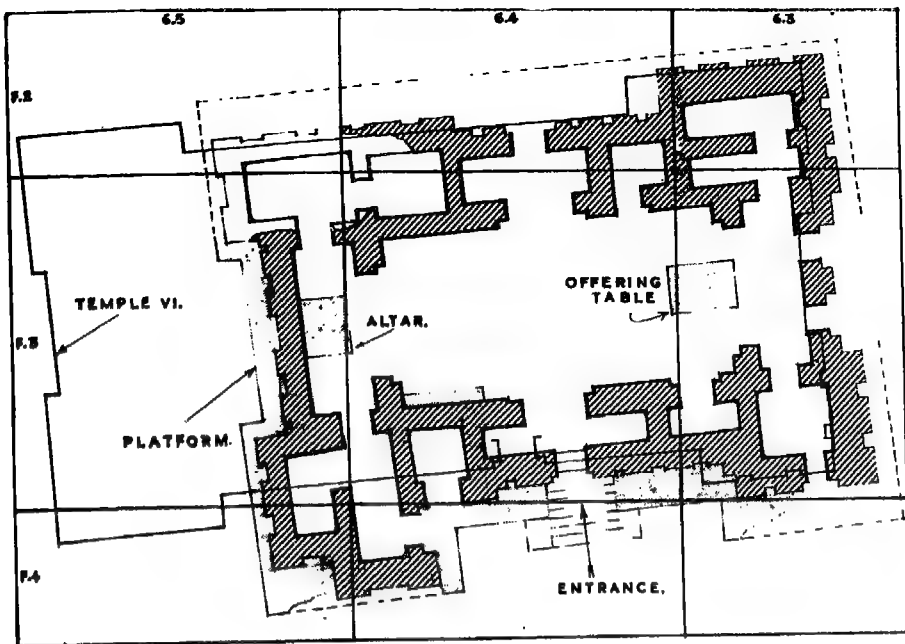 6.5
6.4
6.3
F.2
F.3
F.4
TEMPLE VI.
ALTAR.
OFFERING
TABLE
PLATFORM.
ENTRANCE.